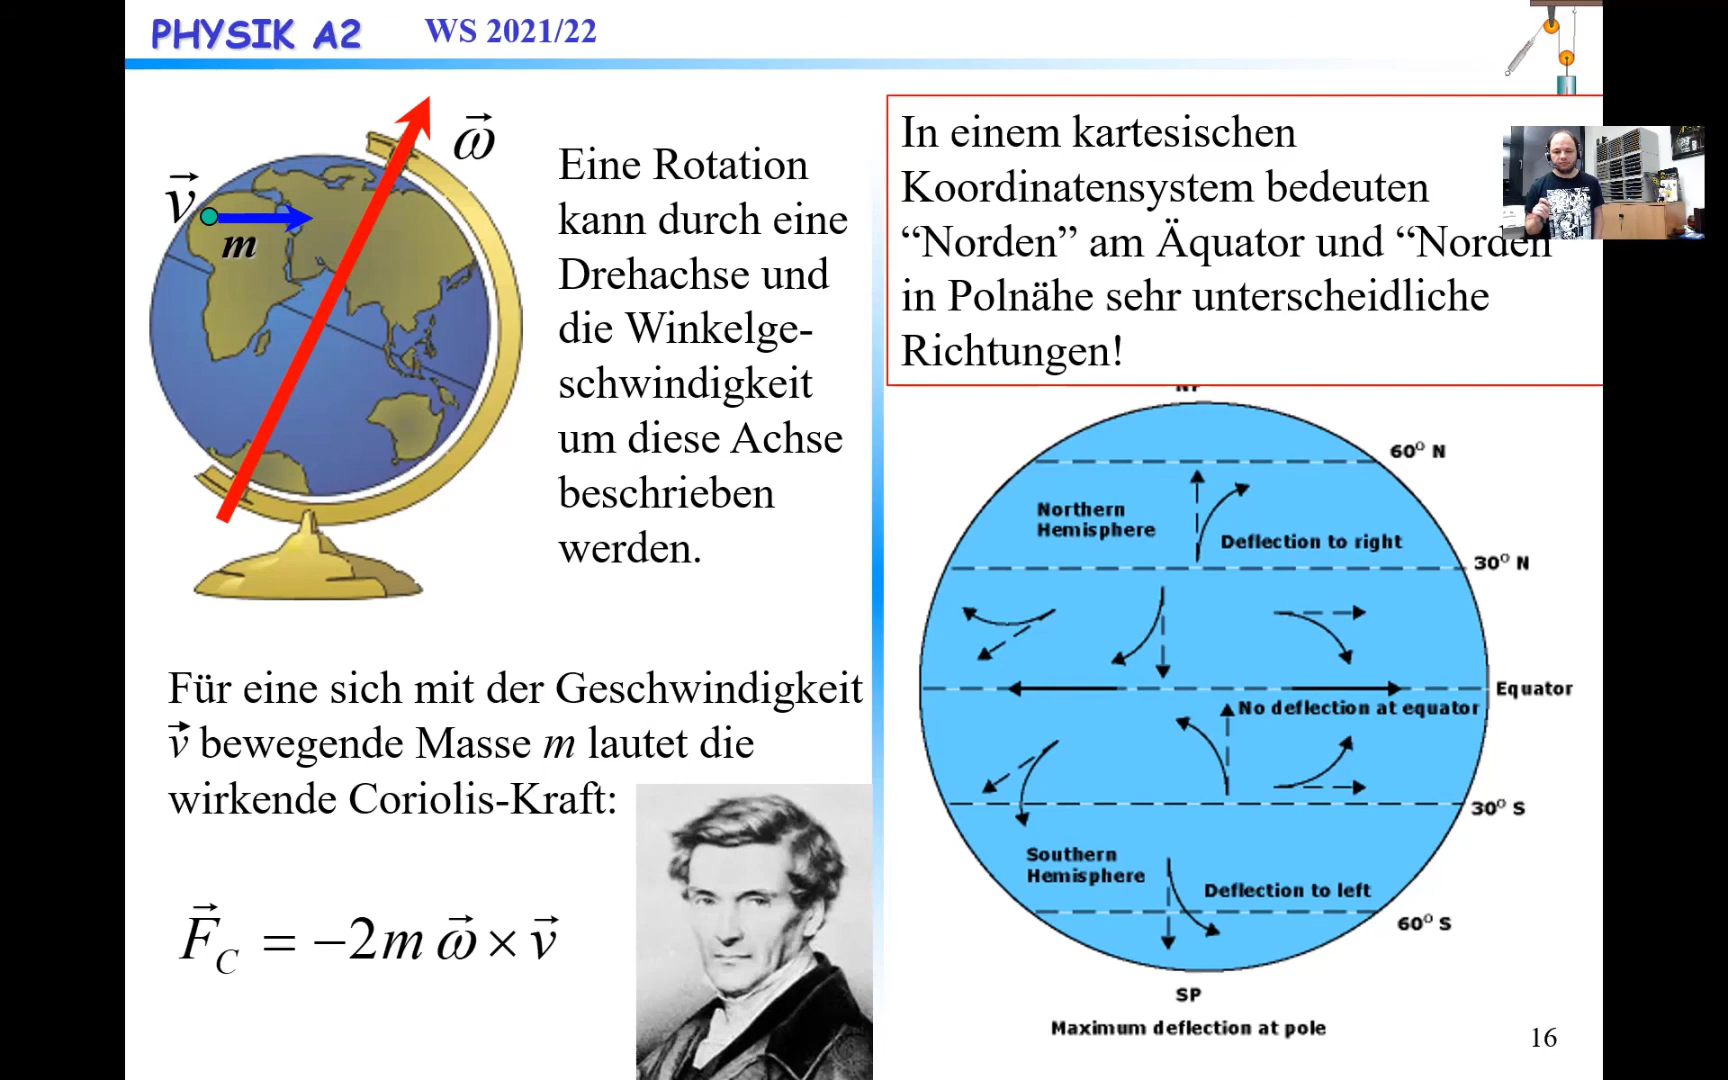 PHYSIK A2
WS 2021/22
ω⃗
v⃗
m
Eine Rotation
kann durch eine
Drehachse und
die Winkelge-
schwindigkeit
um diese Achse
beschrieben
werden.
Für eine sich mit der Geschwindigkeit
v⃗ bewegende Masse m lautet die
wirkende Coriolis-Kraft:
F⃗_C = −2m ω⃗ × v⃗
In einem kartesischen
Koordinatensystem bedeuten
“Norden” am Äquator und “Norden
in Polnähe sehr unterscheidliche
Richtungen!
NP
60° N
Northern
Hemisphere
Deflection to right
30° N
Equator
No deflection at equator
30° S
Southern
Hemisphere
Deflection to left
60° S
SP
Maximum deflection at pole
16